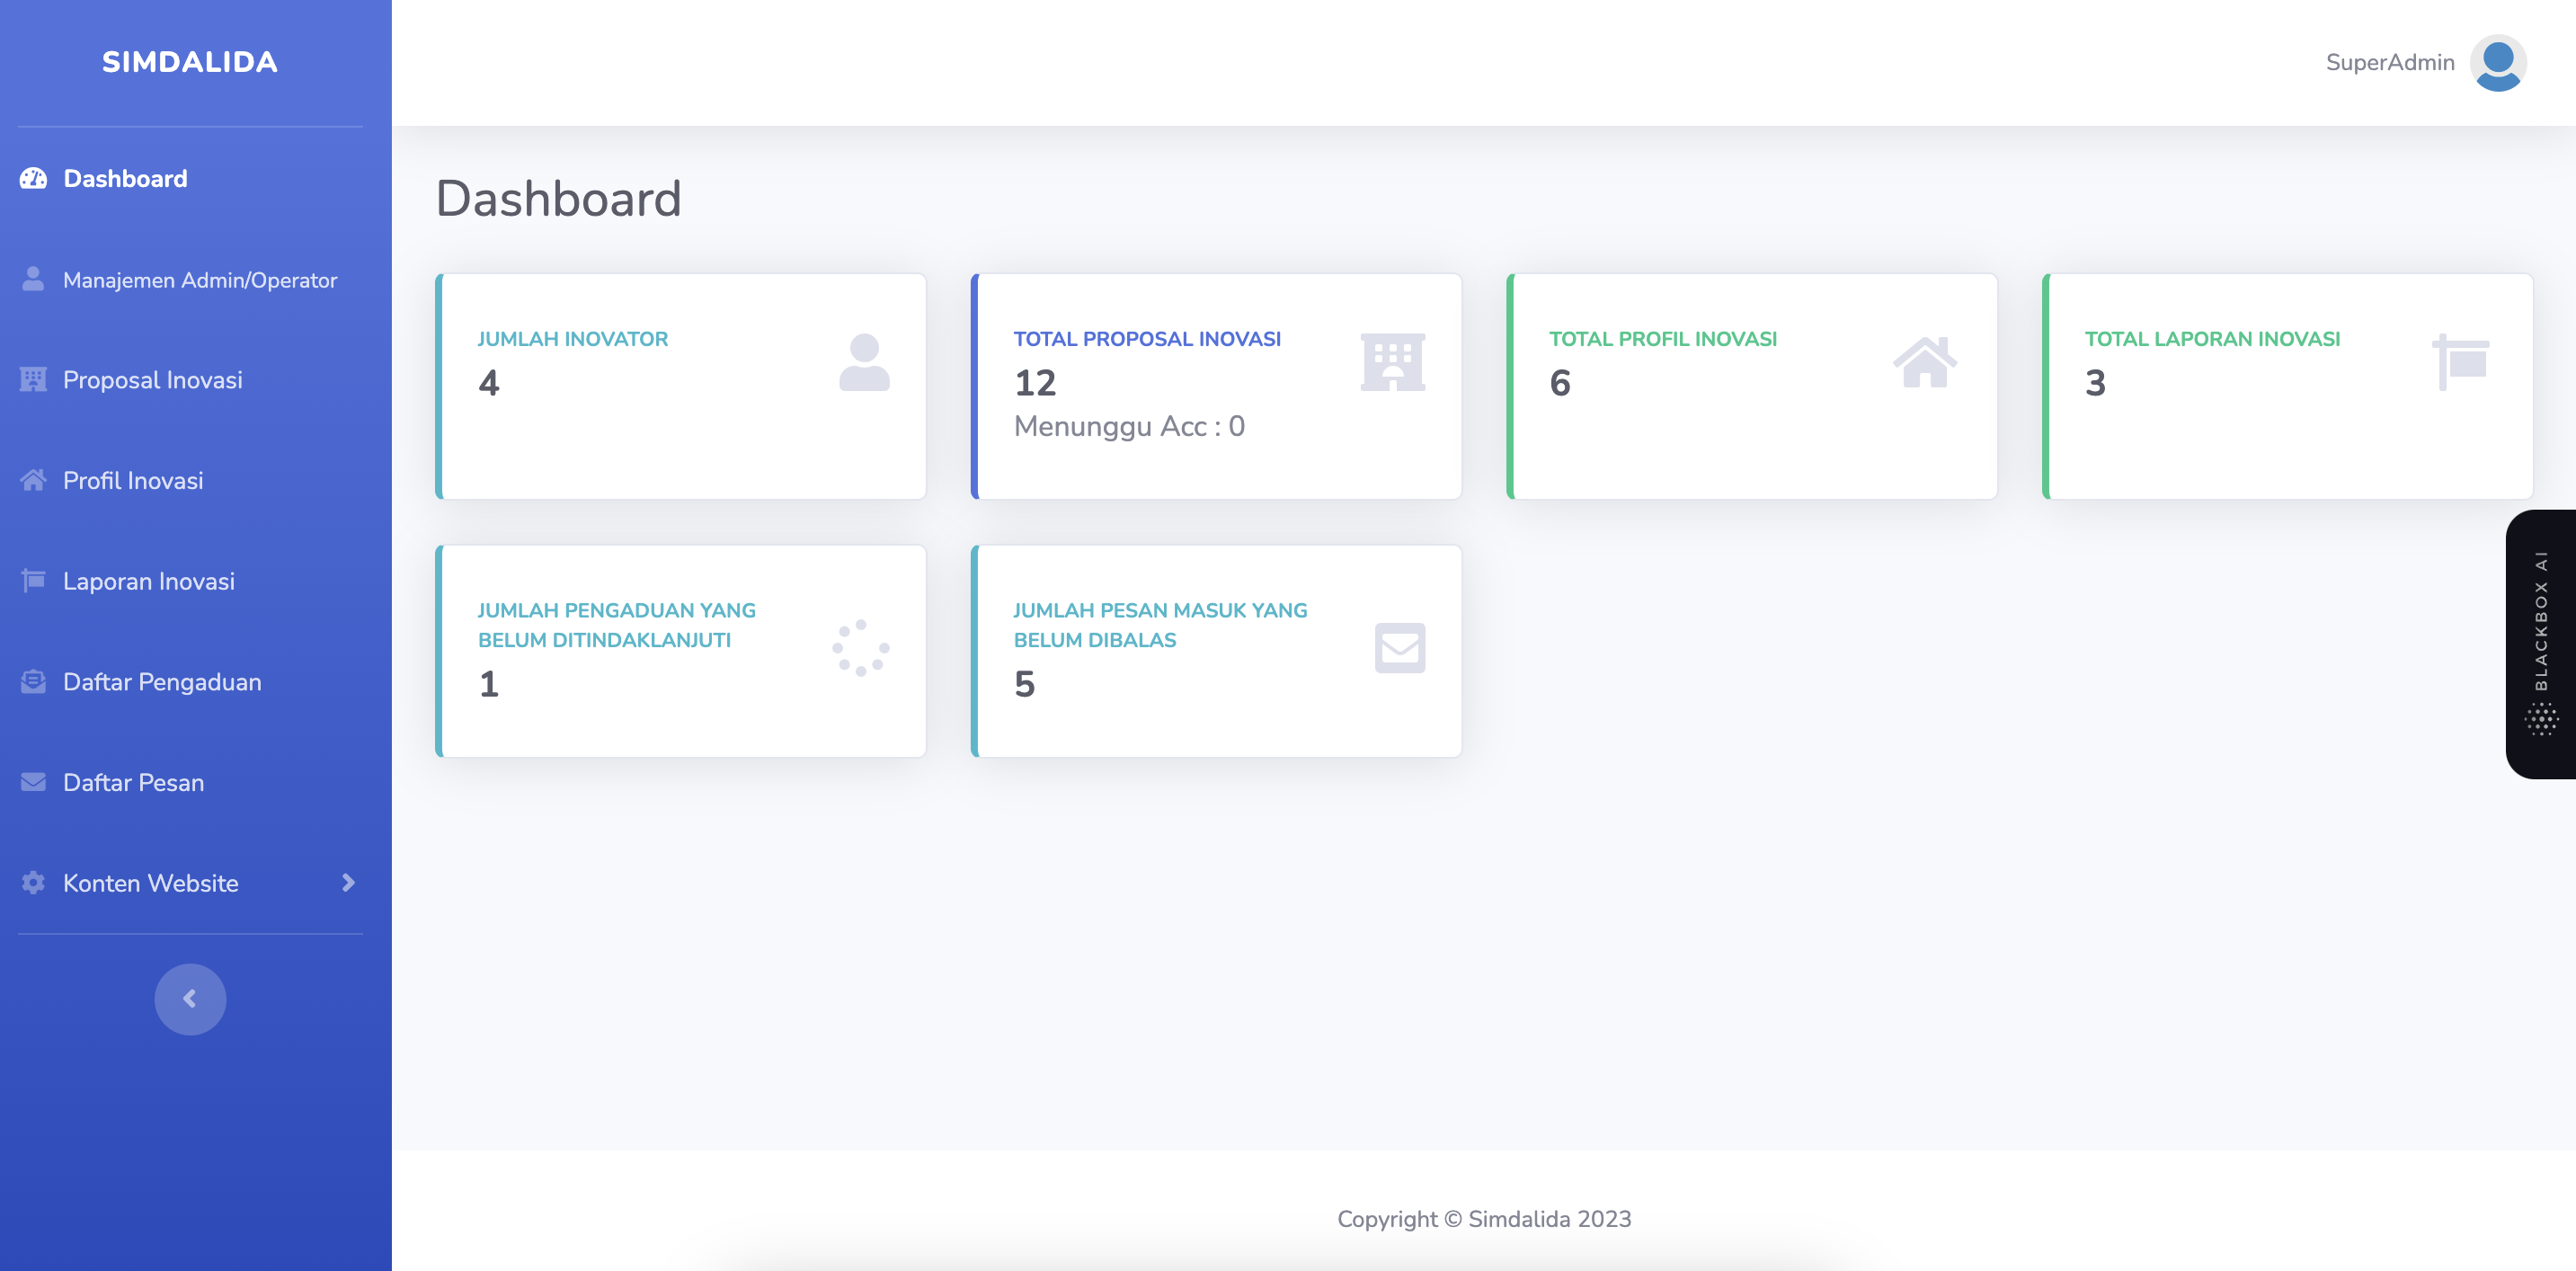 SIMDALIDA
Dashboard
Manajemen Admin/Operator
Proposal Inovasi
Profil Inovasi
Laporan Inovasi
Daftar Pengaduan
Daftar Pesan
Konten Website
SuperAdmin
Dashboard
JUMLAH INOVATOR
4
TOTAL PROPOSAL INOVASI
12
Menunggu Acc : 0
TOTAL PROFIL INOVASI
6
TOTAL LAPORAN INOVASI
3
JUMLAH PENGADUAN YANG
BELUM DITINDAKLANJUTI
1
JUMLAH PESAN MASUK YANG
BELUM DIBALAS
5
BLACKBOX AI
Copyright © Simdalida 2023